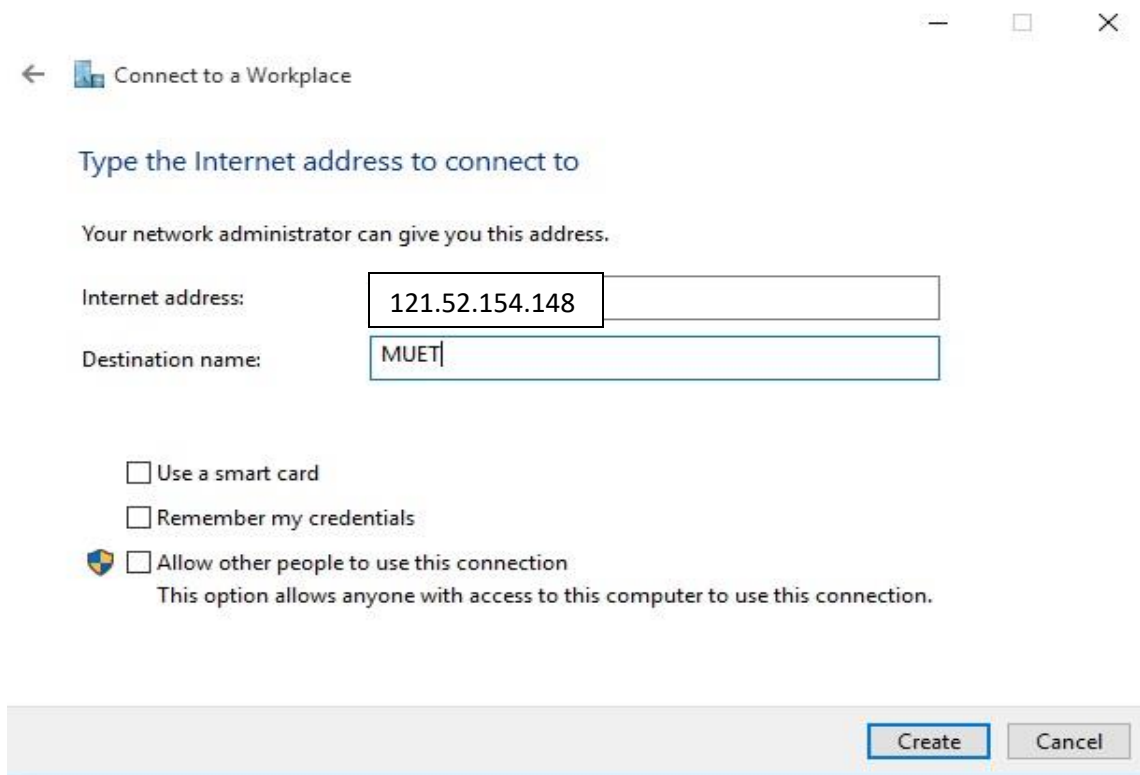 Connect to a Workplace
Type the Internet address to connect to
Your network administrator can give you this address.
Internet address: 121.52.154.148
Destination name: MUET
Use a smart card
Remember my credentials
Allow other people to use this connection
This option allows anyone with access to this computer to use this connection.
Create Cancel